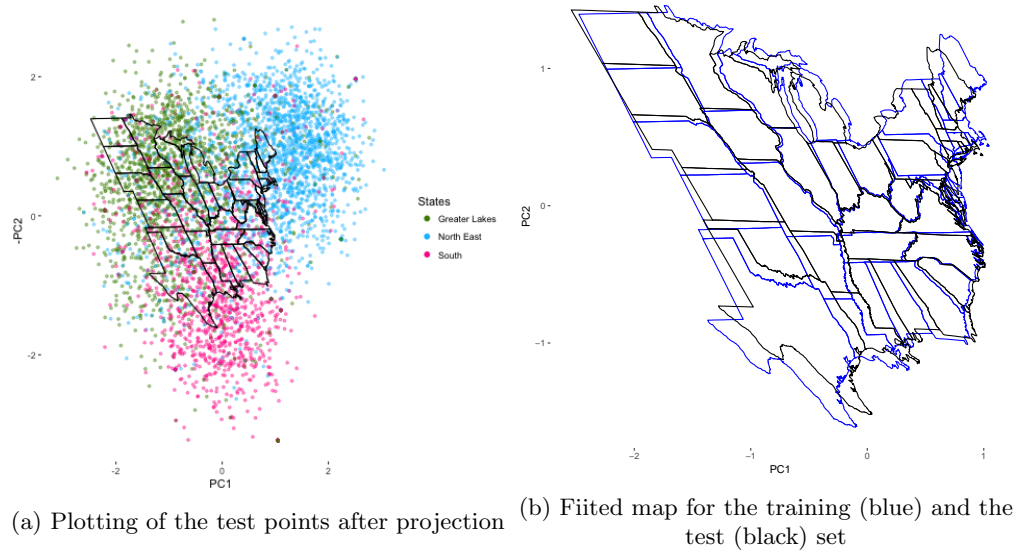 2
0
-2
-PC2
-2
0
2
PC1
States
Greater Lakes
North East
South
1
0
−1
PC2
−2
−1
0
1
PC1
(a) Plotting of the test points after projection
(b) Fiited map for the training (blue) and the
test (black) set